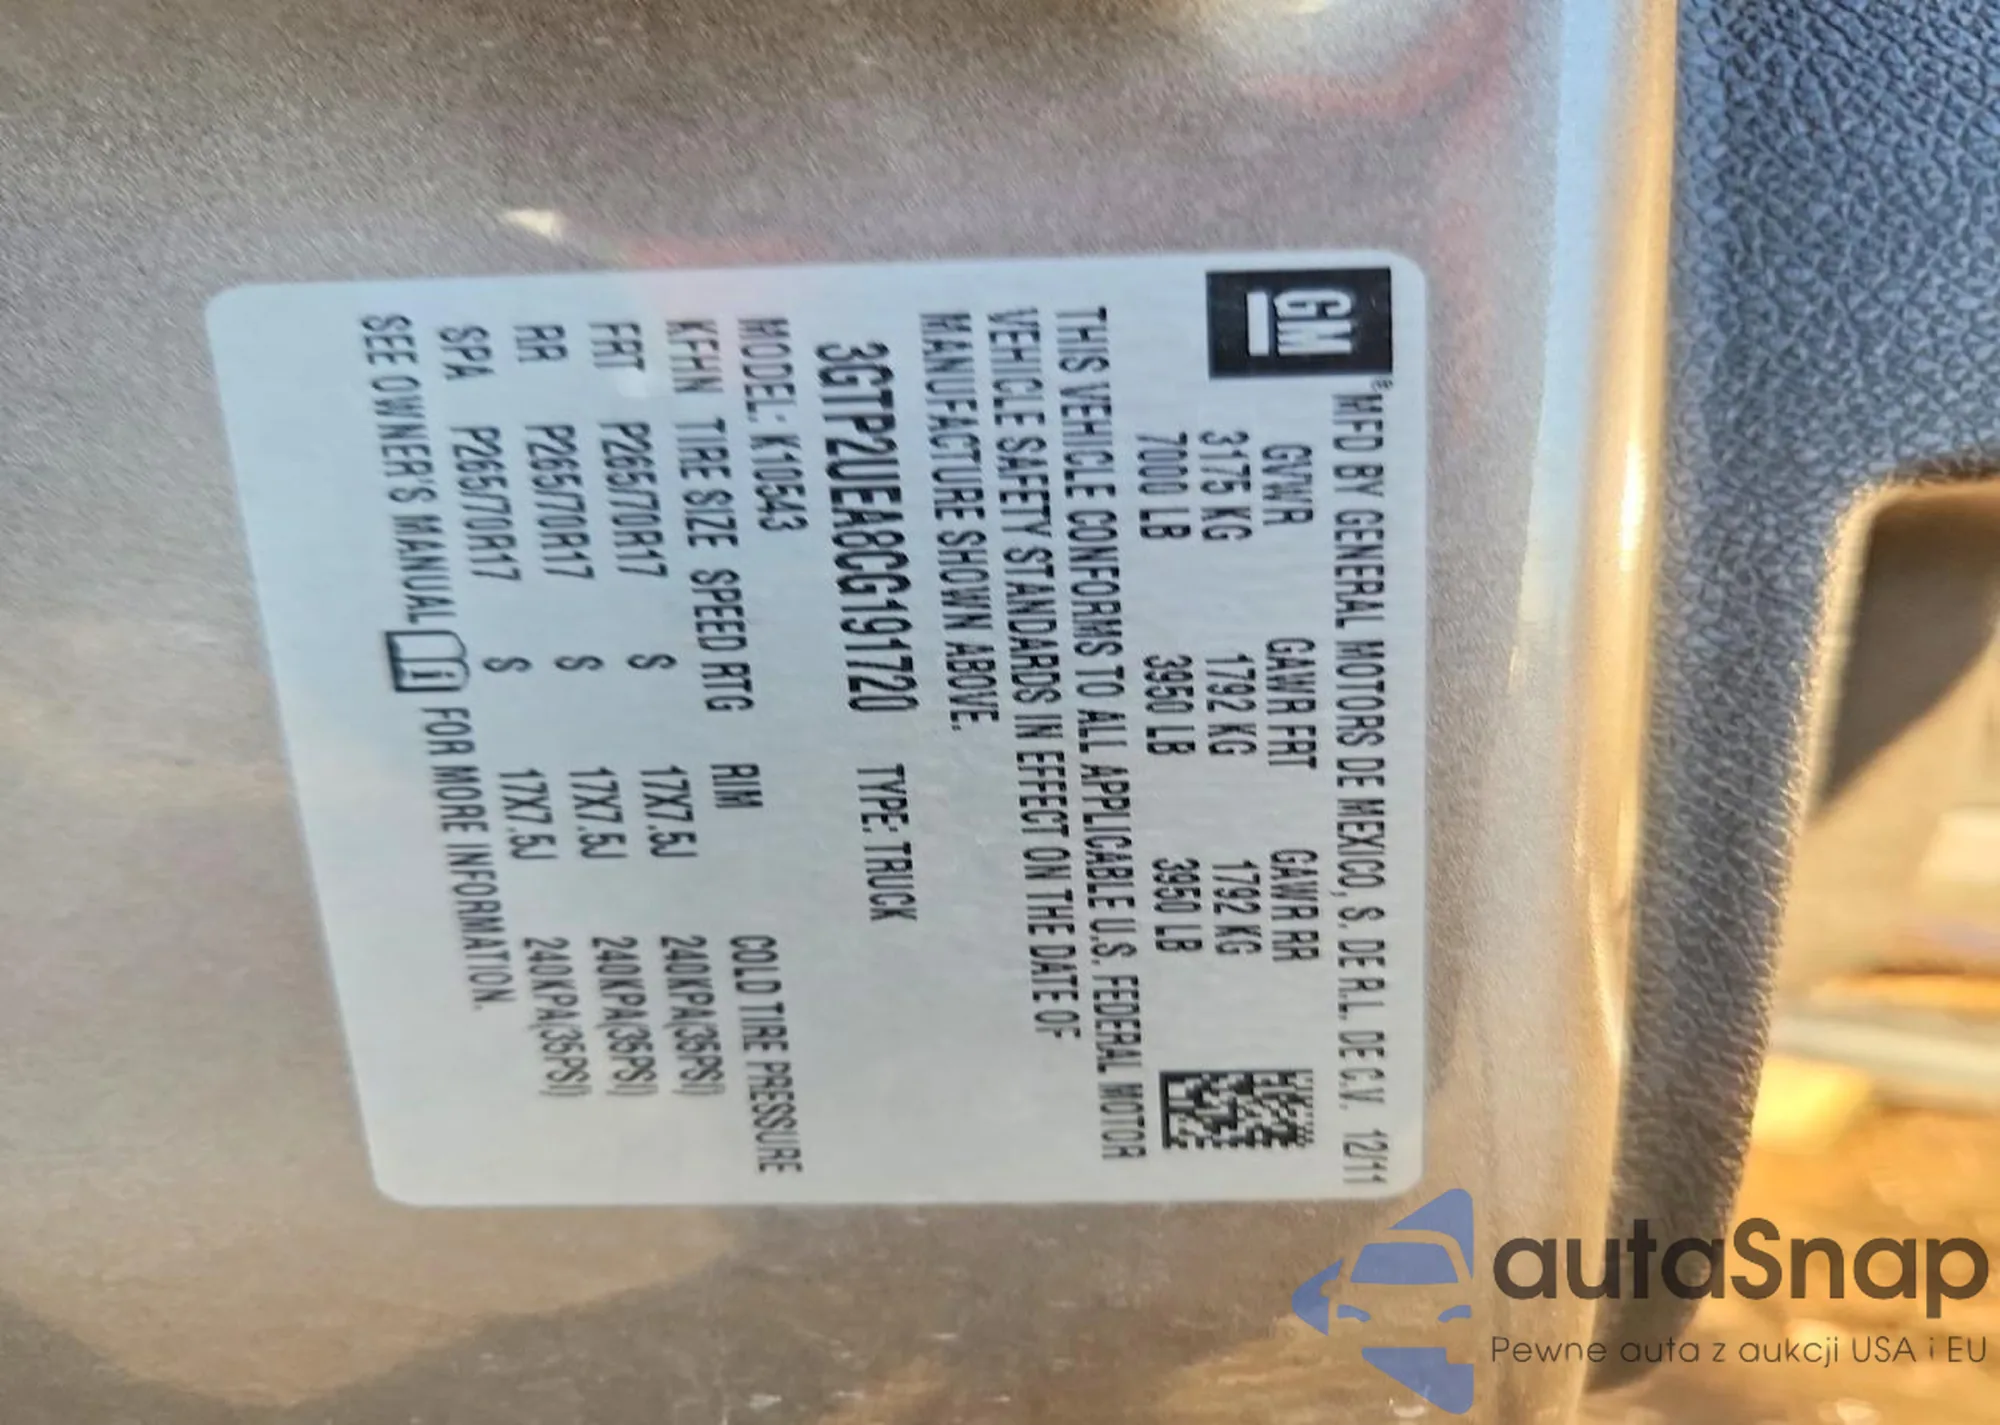 GM
®MFD BY GENERAL MOTORS DE MEXICO, S. DE R.L. DE C.V. 12/11
GVWR GAWR FRT GAWR RR
3175 KG 1792 KG 1792 KG
7000 LB 3950 LB 3950 LB
THIS VEHICLE CONFORMS TO ALL APPLICABLE U.S. FEDERAL MOTOR
VEHICLE SAFETY STANDARDS IN EFFECT ON THE DATE OF
MANUFACTURE SHOWN ABOVE.
3GTP2UEA8CG191720 TYPE: TRUCK
MODEL: K10543
KFHN TIRE SIZE SPEED RTG RIM COLD TIRE PRESSURE
FRT P265/70R17 S 17X7.5J 240KPA(35PSI)
RR P265/70R17 S 17X7.5J 240KPA(35PSI)
SPA P265/70R17 S 17X7.5J 240KPA(35PSI)
SEE OWNER'S MANUAL i FOR MORE INFORMATION.
autaSnap
Pewne auta z aukcji USA i EU